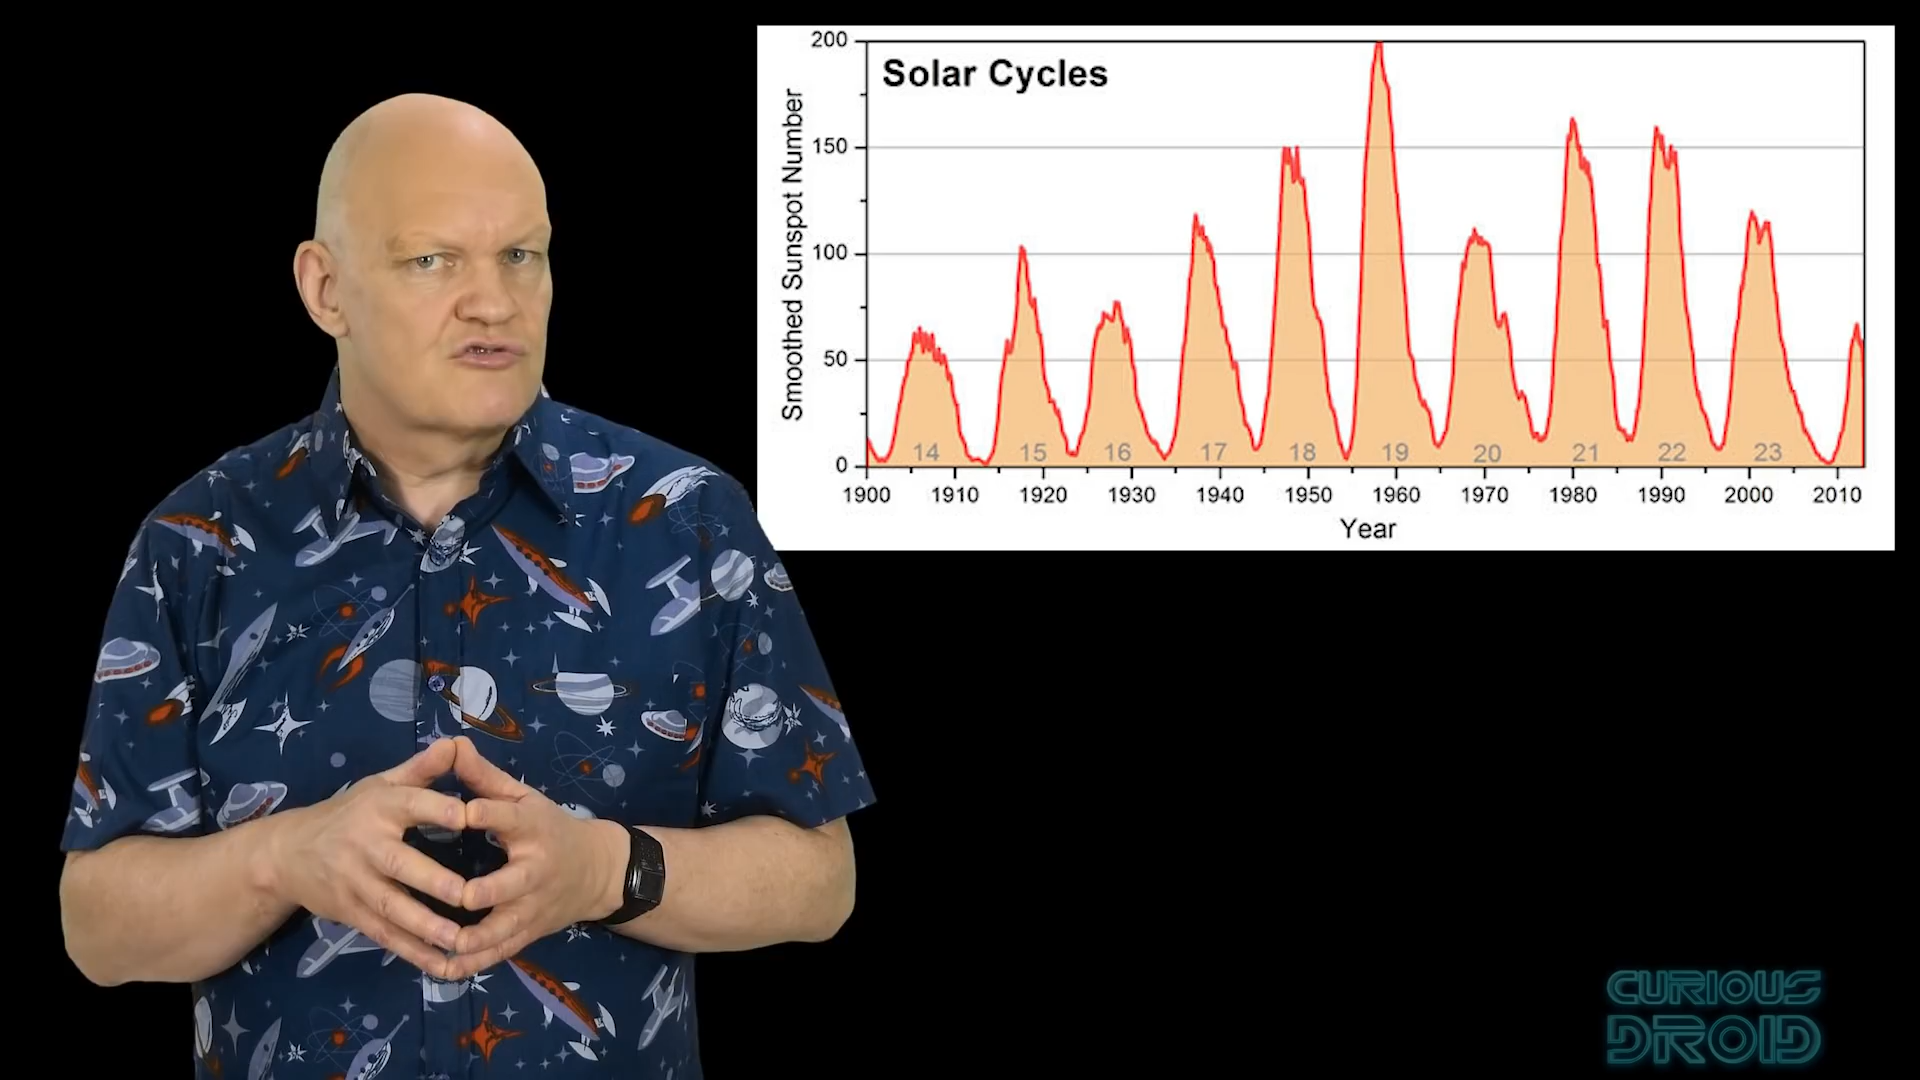 Solar Cycles
Smoothed Sunspot Number
200
150
100
50
0
14 15 16 17 18 19 20 21 22 23
1900 1910 1920 1930 1940 1950 1960 1970 1980 1990 2000 2010
Year
CURIOUS
DROID